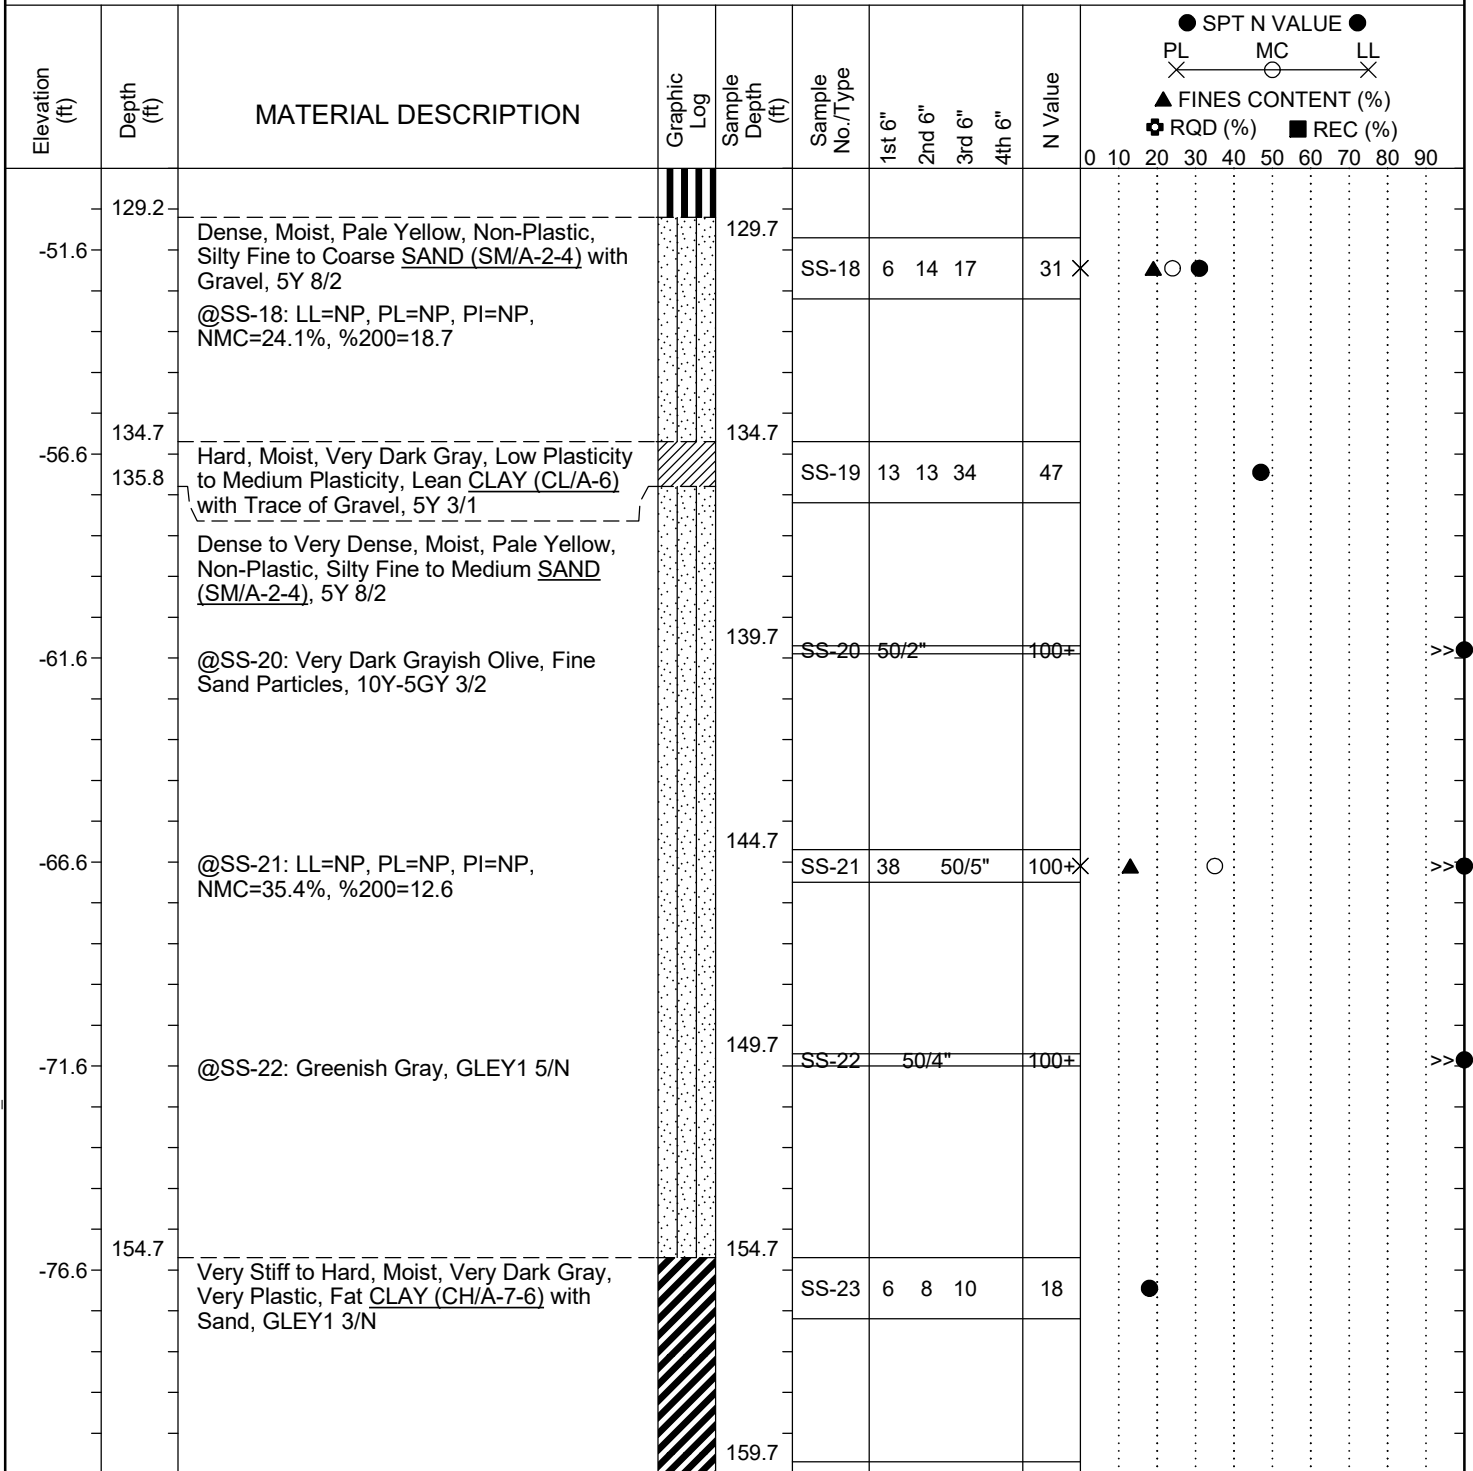 Elevation (ft)
Depth (ft)
MATERIAL DESCRIPTION
Graphic Log
Sample Depth (ft)
Sample No./Type
1st 6"
2nd 6"
3rd 6"
4th 6"
N Value
SPT N VALUE
PL MC LL
FINES CONTENT (%)
RQD (%) REC (%)
0 10 20 30 40 50 60 70 80 90
129.2
129.7
Dense, Moist, Pale Yellow, Non-Plastic,
-51.6
Silty Fine to Coarse SAND (SM/A-2-4) with
Gravel, 5Y 8/2
SS-18 6 14 17 31
@SS-18: LL=NP, PL=NP, PI=NP,
NMC=24.1%, %200=18.7
134.7
134.7
-56.6
Hard, Moist, Very Dark Gray, Low Plasticity
135.8
to Medium Plasticity, Lean CLAY (CL/A-6)
with Trace of Gravel, 5Y 3/1
SS-19 13 13 34 47
Dense to Very Dense, Moist, Pale Yellow,
Non-Plastic, Silty Fine to Medium SAND
(SM/A-2-4), 5Y 8/2
139.7
SS-20 50/2" 100+ >>
-61.6
@SS-20: Very Dark Grayish Olive, Fine
Sand Particles, 10Y-5GY 3/2
144.7
-66.6
@SS-21: LL=NP, PL=NP, PI=NP,
NMC=35.4%, %200=12.6
SS-21 38 50/5" 100+ >>
149.7
SS-22 50/4" 100+ >>
-71.6
@SS-22: Greenish Gray, GLEY1 5/N
154.7
154.7
-76.6
Very Stiff to Hard, Moist, Very Dark Gray,
Very Plastic, Fat CLAY (CH/A-7-6) with
Sand, GLEY1 3/N
SS-23 6 8 10 18
159.7